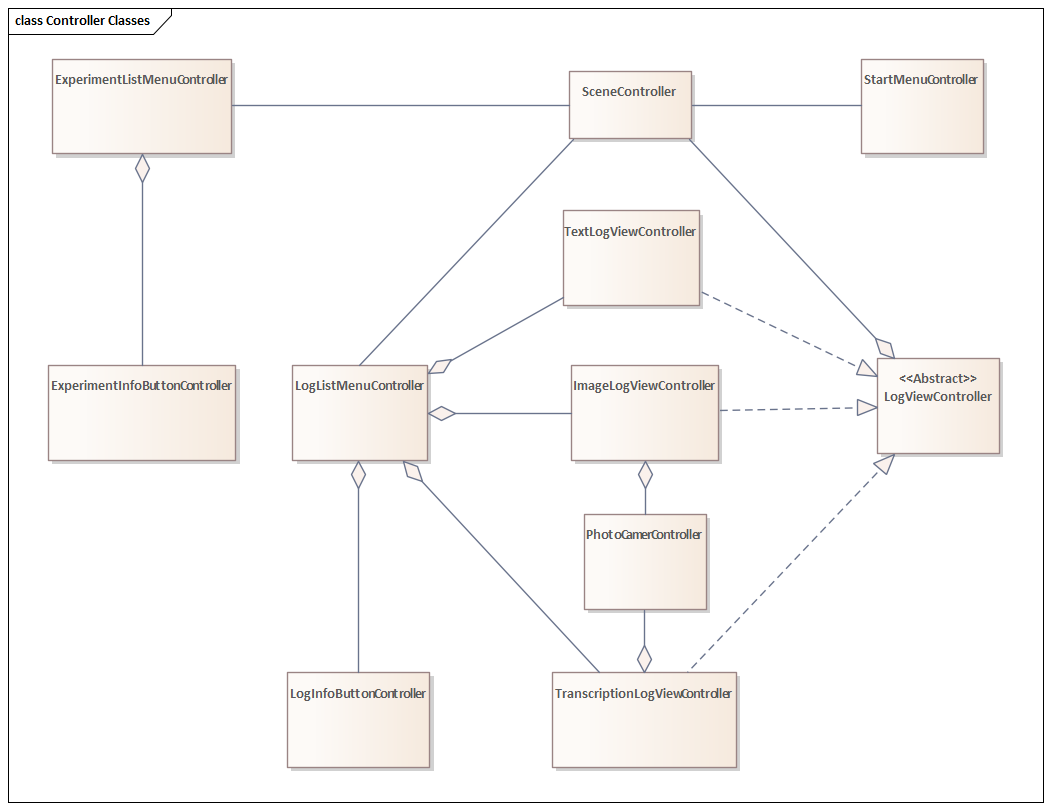 class Controller Classes
ExperimentListMenuController
SceneController
StartMenuController
TextLogViewController
ExperimentInfoButtonController
LogListMenuController
ImageLogViewController
<<Abstract>>
LogViewController
PhotoCamerController
LogInfoButtonController
TranscriptionLogViewController